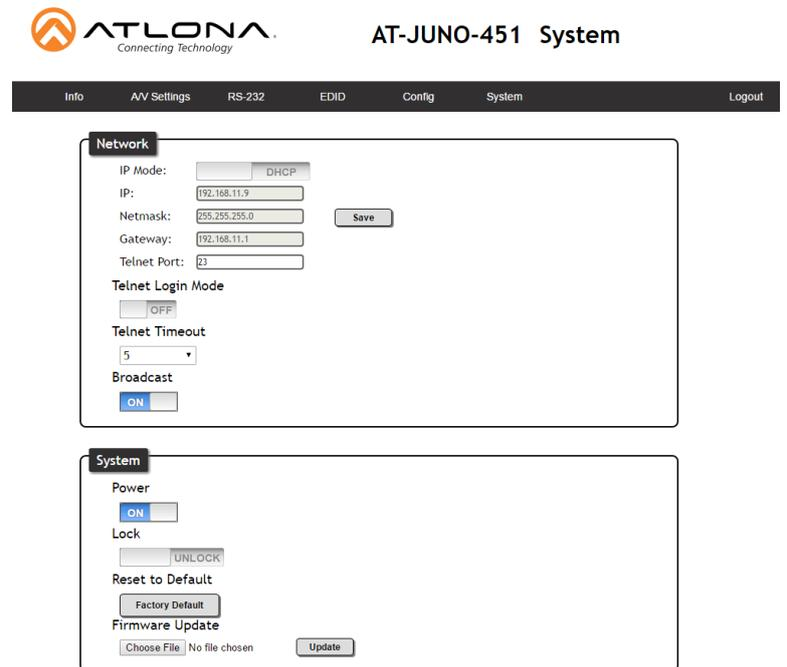 ATLONA
Connecting Technology
AT-JUNO-451 System
Info A/V Settings RS-232 EDID Config System Logout
Network
IP Mode: DHCP
IP: 192.168.11.9
Netmask: 255.255.255.0 Save
Gateway: 192.168.11.1
Telnet Port: 23
Telnet Login Mode
OFF
Telnet Timeout
5
Broadcast
ON
System
Power
ON
Lock
UNLOCK
Reset to Default
Factory Default
Firmware Update
Choose File No file chosen Update